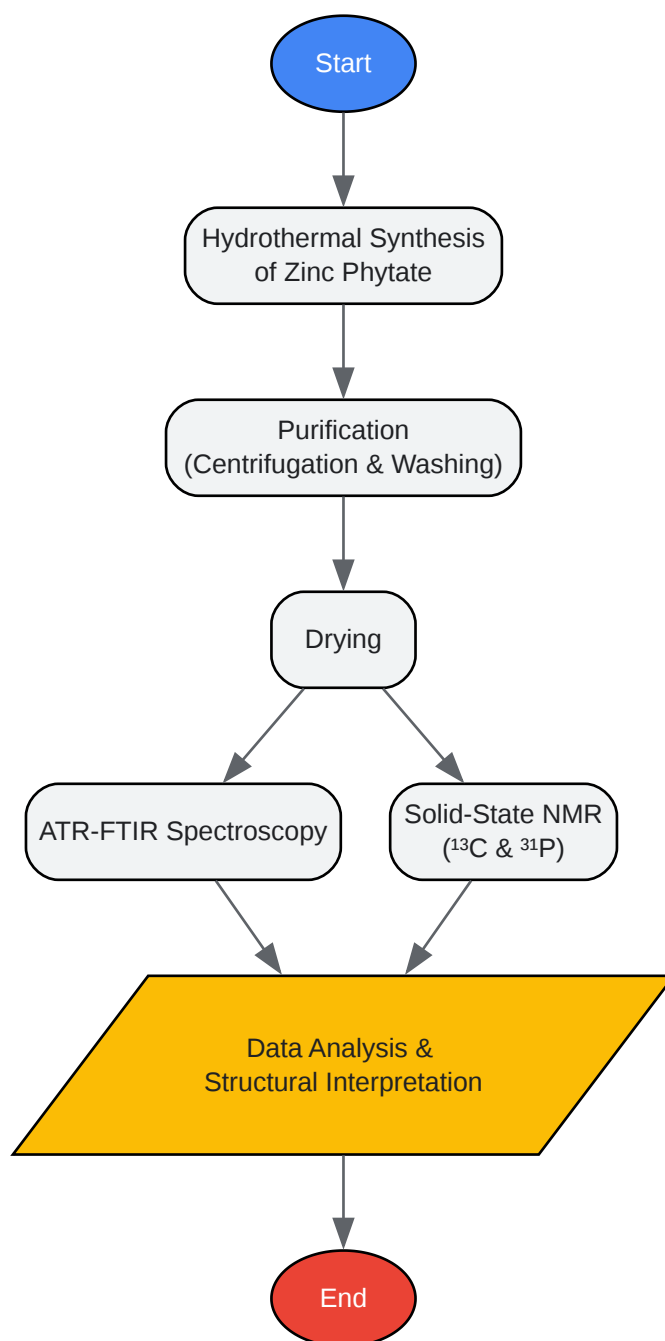 Start
Hydrothermal Synthesis
of Zinc Phytate
Purification
(Centrifugation & Washing)
Drying
ATR-FTIR Spectroscopy
Solid-State NMR
(¹³C & ³¹P)
Data Analysis &
Structural Interpretation
End